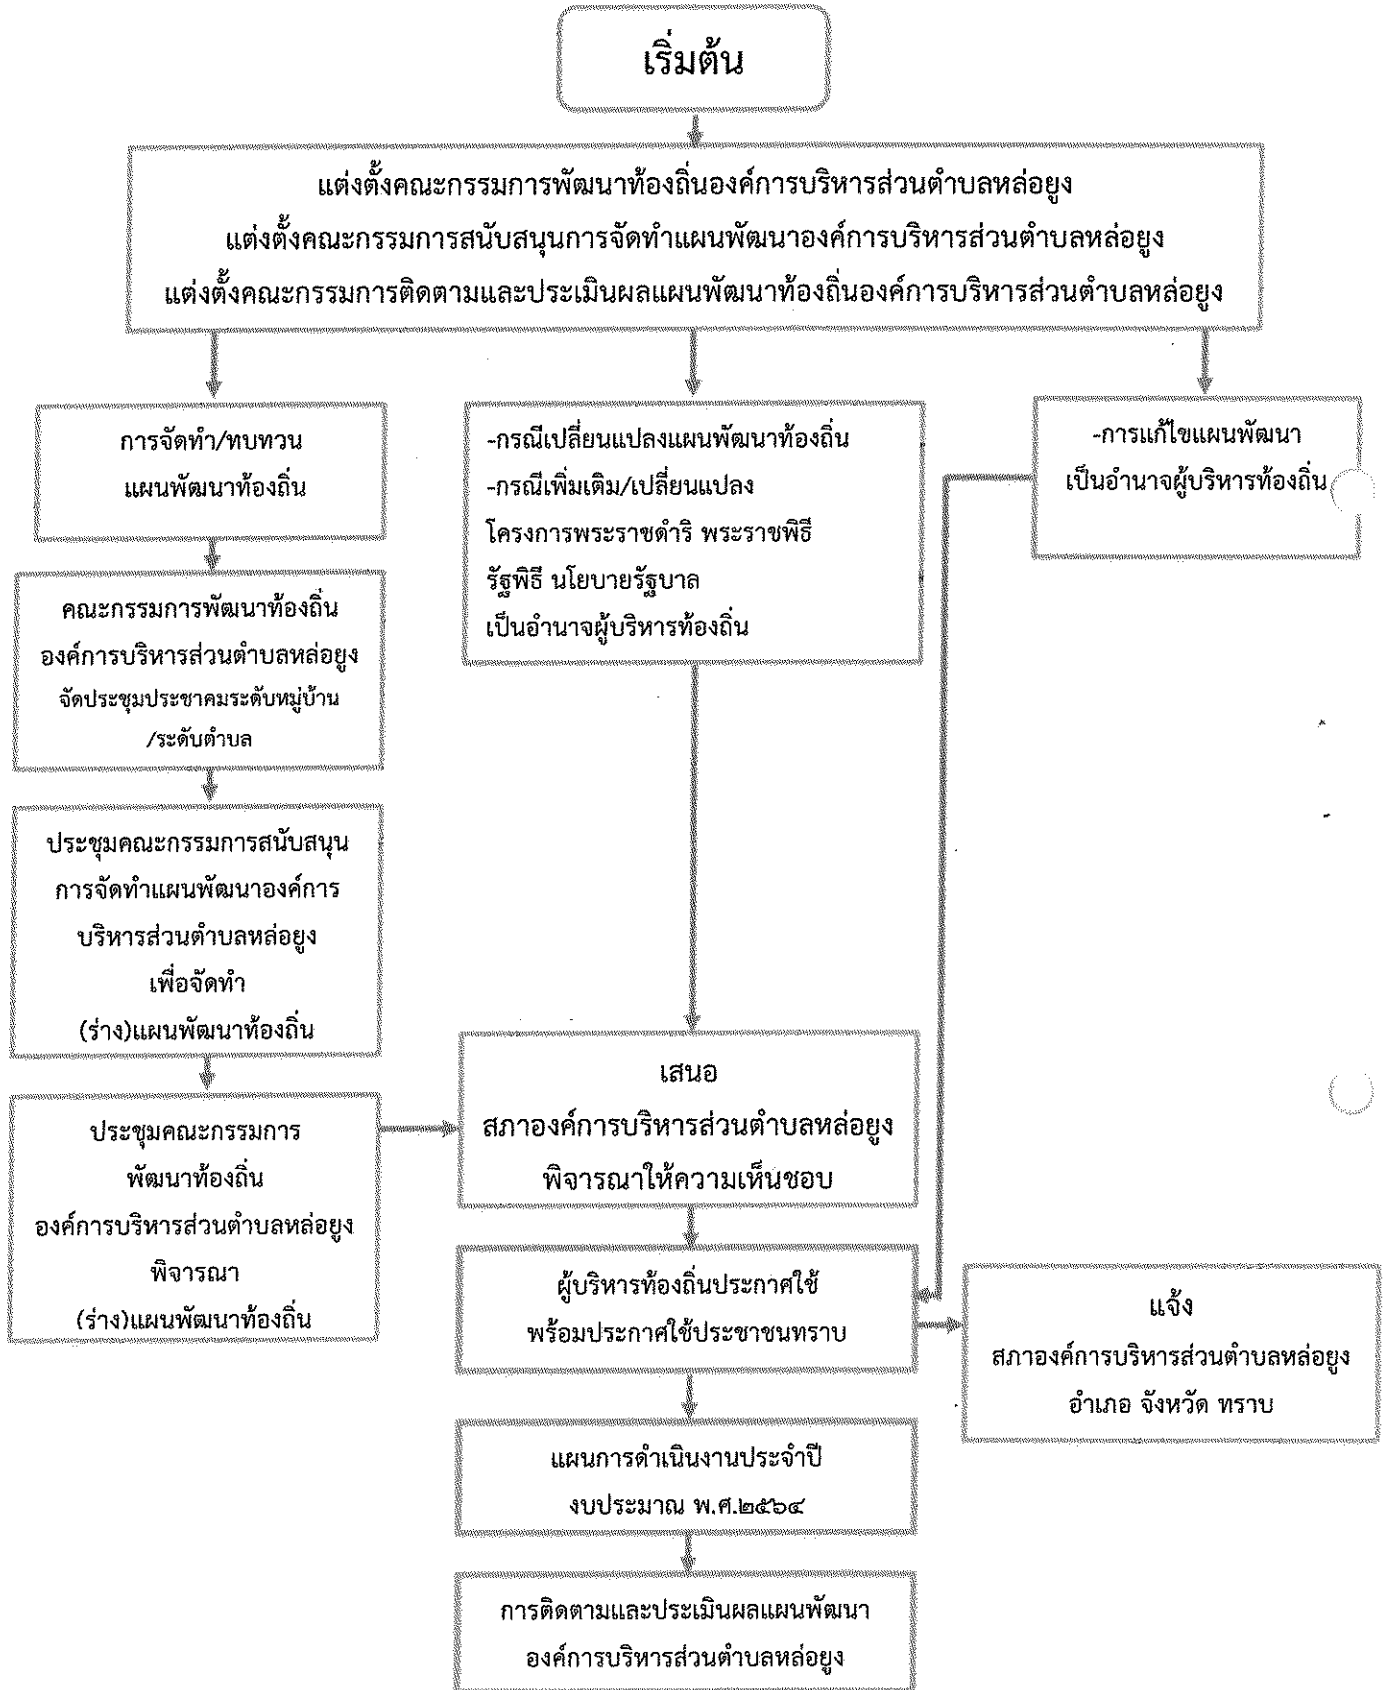 เริ่มต้น
แต่งตั้งคณะกรรมการพัฒนาท้องถิ่นองค์การบริหารส่วนตำบลหล่อยูง
แต่งตั้งคณะกรรมการสนับสนุนการจัดทำแผนพัฒนาองค์การบริหารส่วนตำบลหล่อยูง
แต่งตั้งคณะกรรมการติดตามและประเมินผลแผนพัฒนาท้องถิ่นองค์การบริหารส่วนตำบลหล่อยูง
การจัดทำ/ทบทวน
แผนพัฒนาท้องถิ่น
-กรณีเปลี่ยนแปลงแผนพัฒนาท้องถิ่น
-กรณีเพิ่มเติม/เปลี่ยนแปลง
โครงการพระราชดำริ พระราชพิธี
รัฐพิธี นโยบายรัฐบาล
เป็นอำนาจผู้บริหารท้องถิ่น
-การแก้ไขแผนพัฒนา
เป็นอำนาจผู้บริหารท้องถิ่น
คณะกรรมการพัฒนาท้องถิ่น
องค์การบริหารส่วนตำบลหล่อยูง
จัดประชุมประชาคมระดับหมู่บ้าน
/ระดับตำบล
ประชุมคณะกรรมการสนับสนุน
การจัดทำแผนพัฒนาองค์การ
บริหารส่วนตำบลหล่อยูง
เพื่อจัดทำ
(ร่าง)แผนพัฒนาท้องถิ่น
ประชุมคณะกรรมการ
พัฒนาท้องถิ่น
องค์การบริหารส่วนตำบลหล่อยูง
พิจารณา
(ร่าง)แผนพัฒนาท้องถิ่น
เสนอ
สภาองค์การบริหารส่วนตำบลหล่อยูง
พิจารณาให้ความเห็นชอบ
ผู้บริหารท้องถิ่นประกาศใช้
พร้อมประกาศใช้ประชาชนทราบ
แจ้ง
สภาองค์การบริหารส่วนตำบลหล่อยูง
อำเภอ จังหวัด ทราบ
แผนการดำเนินงานประจำปี
งบประมาณ พ.ศ.๒๕๖๔
การติดตามและประเมินผลแผนพัฒนา
องค์การบริหารส่วนตำบลหล่อยูง